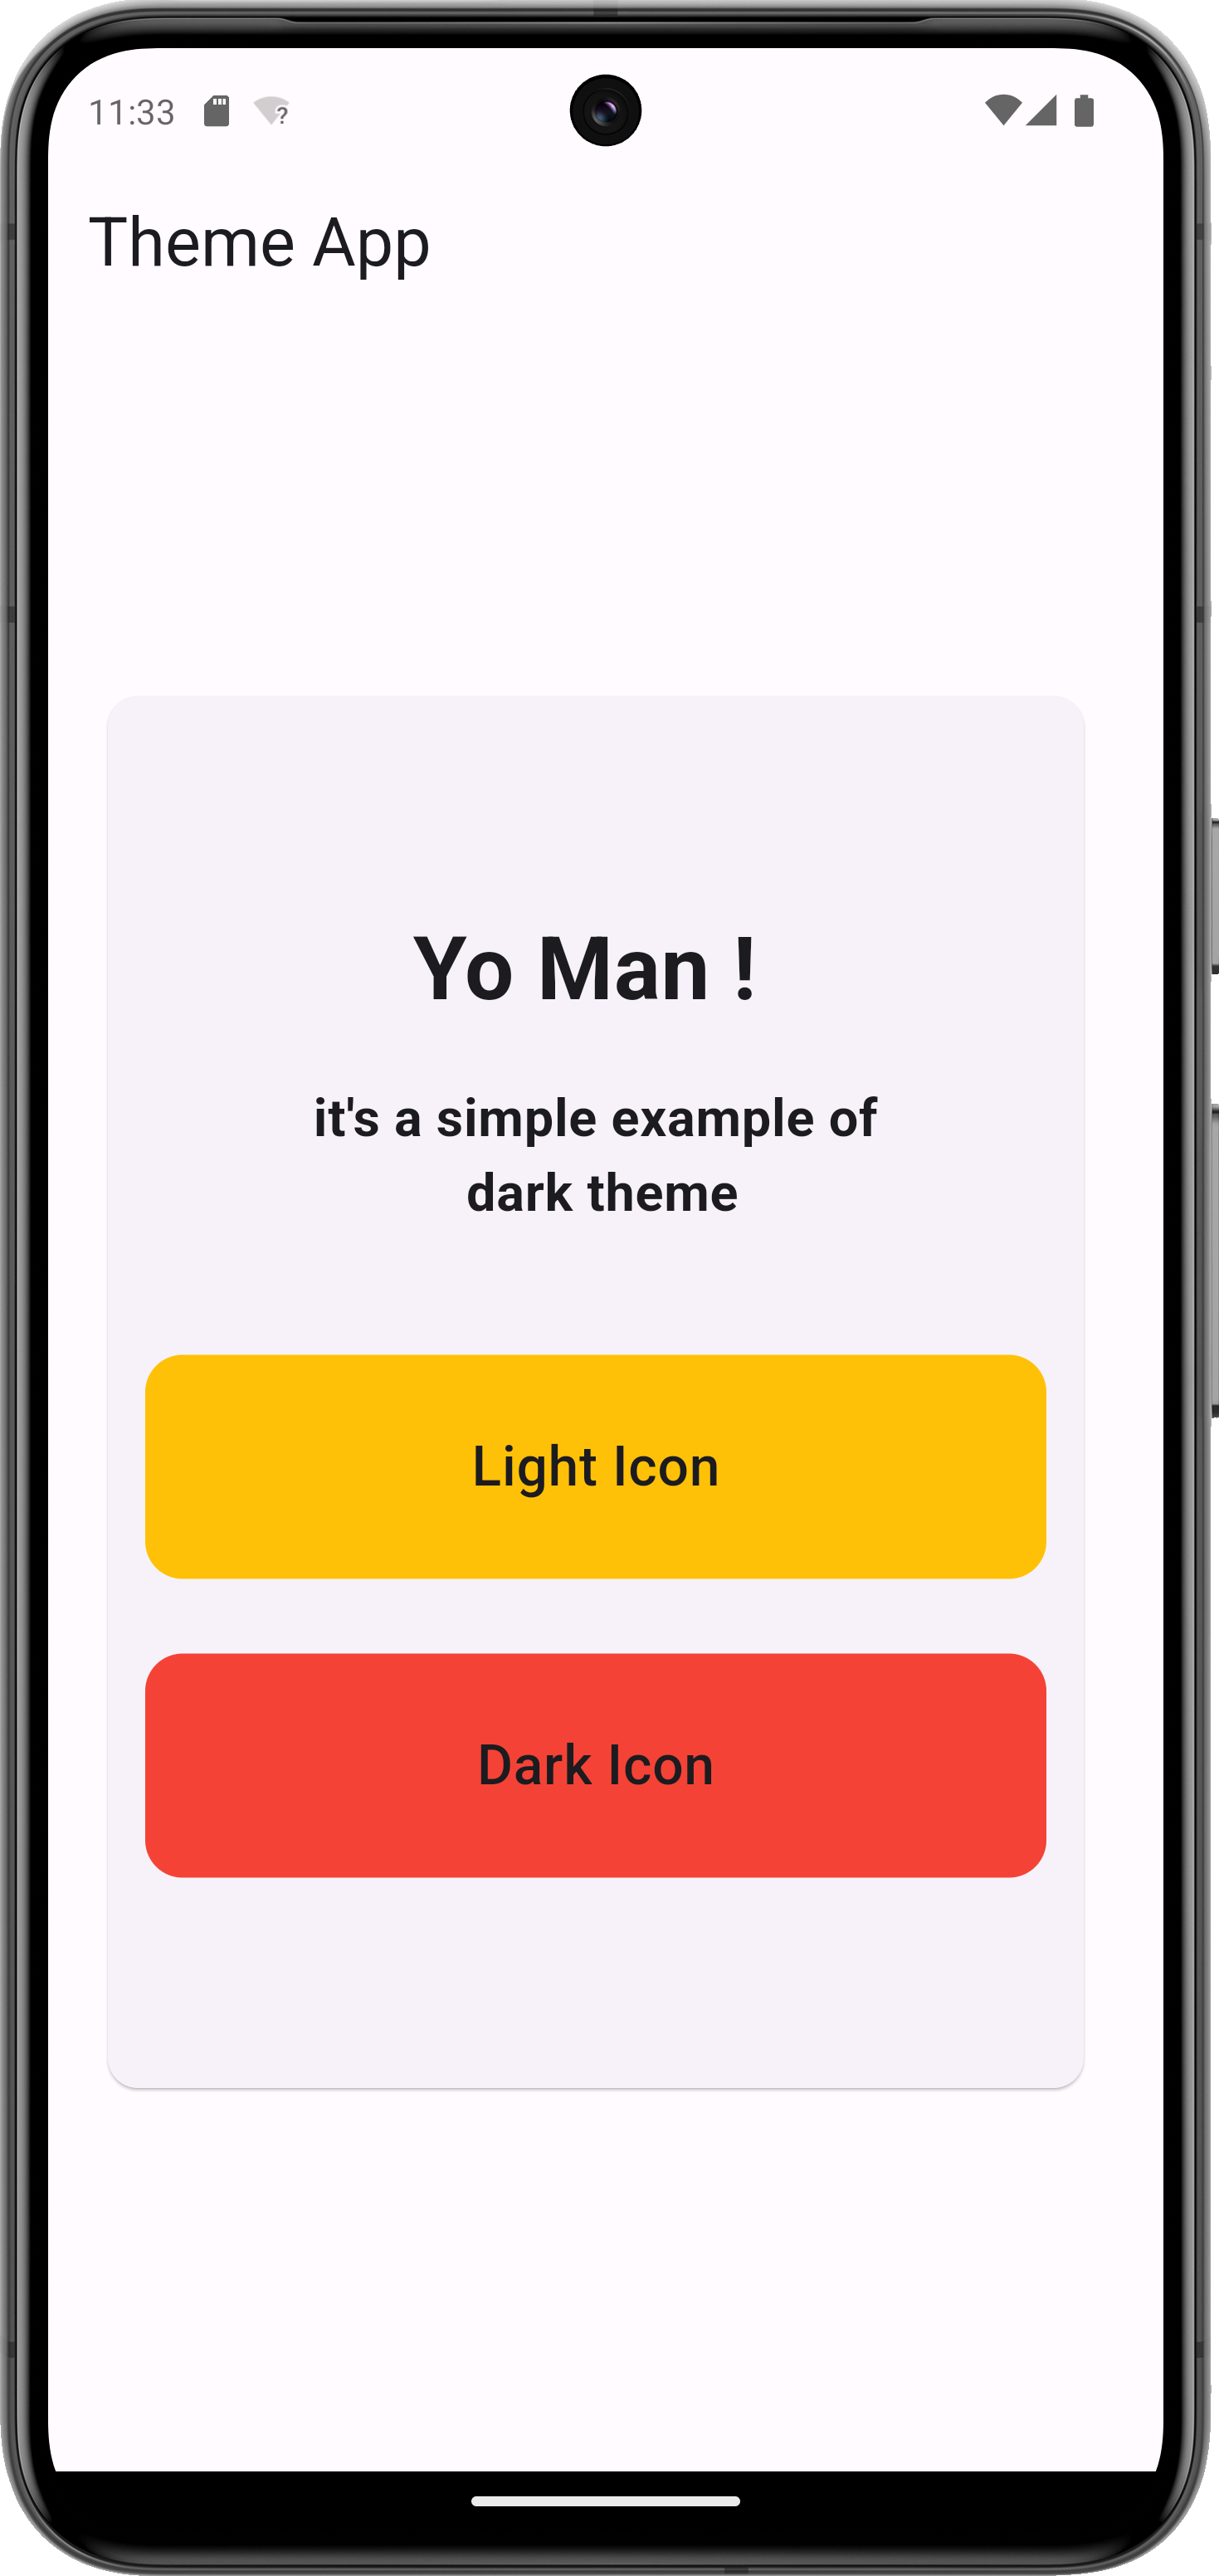 11:33
Theme App
Yo Man !
it's a simple example of
dark theme
Light Icon
Dark Icon